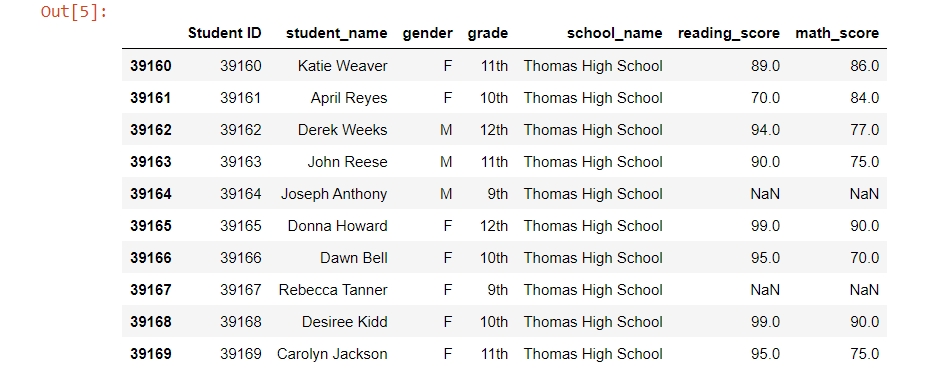 Out[5]:
Student ID student_name gender grade school_name reading_score math_score
39160 39160 Katie Weaver F 11th Thomas High School 89.0 86.0
39161 39161 April Reyes F 10th Thomas High School 70.0 84.0
39162 39162 Derek Weeks M 12th Thomas High School 94.0 77.0
39163 39163 John Reese M 11th Thomas High School 90.0 75.0
39164 39164 Joseph Anthony M 9th Thomas High School NaN NaN
39165 39165 Donna Howard F 12th Thomas High School 99.0 90.0
39166 39166 Dawn Bell F 10th Thomas High School 95.0 70.0
39167 39167 Rebecca Tanner F 9th Thomas High School NaN NaN
39168 39168 Desiree Kidd F 10th Thomas High School 99.0 90.0
39169 39169 Carolyn Jackson F 11th Thomas High School 95.0 75.0